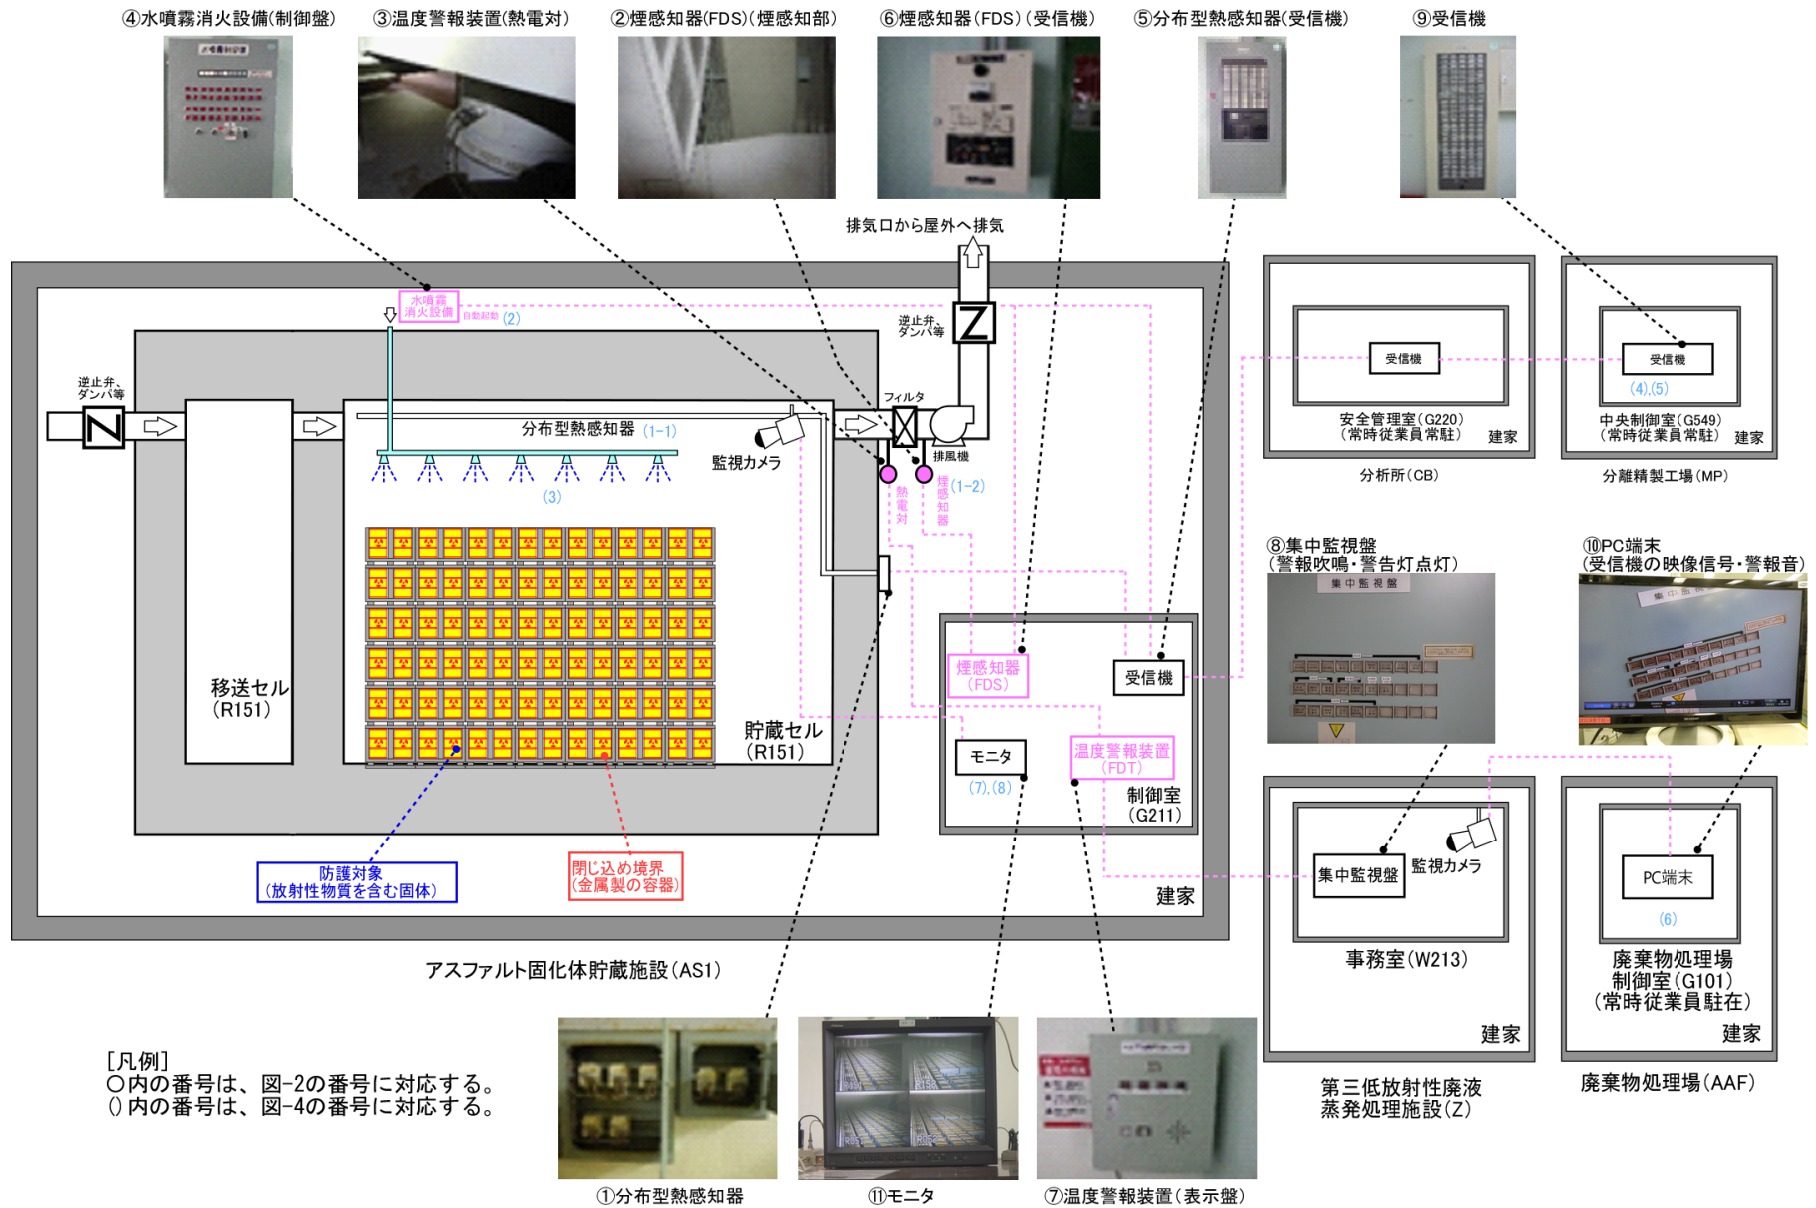 ④水噴霧消火設備(制御盤)
③温度警報装置(熱電対)
②煙感知器(FDS)(煙感知部)
⑥煙感知器(FDS)(受信機)
⑤分布型熱感知器(受信機)
⑨受信機
排気口から屋外へ排気
水噴霧
消火設備
自動起動
(2)
逆止弁、
ダンパ等
逆止弁、
ダンパ等
フィルタ
排風機
分布型熱感知器 (1-1)
監視カメラ
(3)
熱電対
煙感知器
(1-2)
移送セル
(R151)
貯蔵セル
(R151)
煙感知器
(FDS)
受信機
モニタ
(7),(8)
温度警報装置
(FDT)
制御室
(G211)
防護対象
(放射性物質を含む固体)
閉じ込め境界
(金属製の容器)
建家
アスファルト固化体貯蔵施設(AS1)
受信機
安全管理室(G220)
(常時従業員常駐)
建家
分析所(CB)
受信機
(4),(5)
中央制御室(G549)
(常時従業員常駐)
建家
分離精製工場(MP)
⑧集中監視盤
(警報吹鳴・警告灯点灯)
集中監視盤
⑩PC端末
(受信機の映像信号・警報音)
集中監視
集中監視盤
監視カメラ
事務室(W213)
建家
第三低放射性廃液
蒸発処理施設(Z)
PC端末
(6)
廃棄物処理場
制御室(G101)
(常時従業員駐在)
建家
廃棄物処理場(AAF)
[凡例]
○内の番号は、図-2の番号に対応する。
()内の番号は、図-4の番号に対応する。
R151
R152
R051
R052
①分布型熱感知器
⑪モニタ
⑦温度警報装置(表示盤)